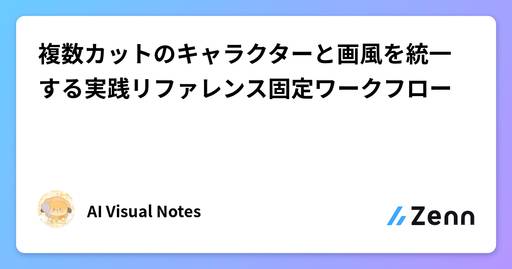 複数カットのキャラクターと画風を統一
する実践リファレンス固定ワークフロー
AI Visual Notes
Zenn